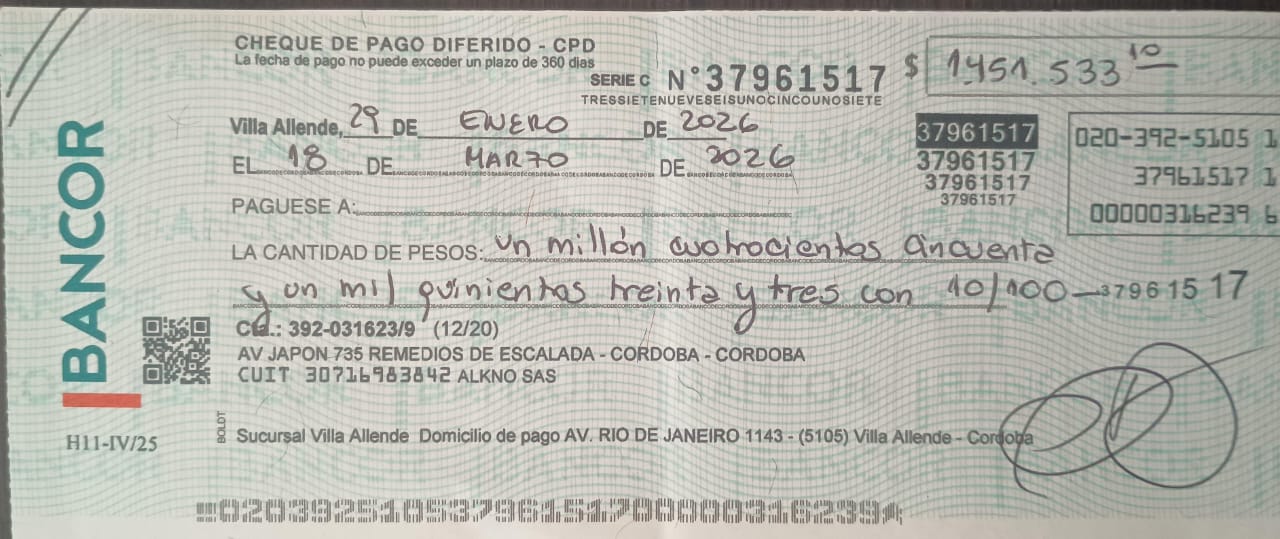 BANCOR
H11-IV/25
CHEQUE DE PAGO DIFERIDO - CPD
La fecha de pago no puede exceder un plazo de 360 dias
SERIE C N°37961517
TRESSIETENUEVESEISUNOCINCOUNOSIETE
$ 1451.533 10
Villa Allende, 29 DE ENERO DE 2026
EL 18 DE MARZO DE 2026
37961517
37961517
37961517
37961517
020-392-5105 1
37961517 1
00000316239 6
PAGUESE A:
LA CANTIDAD DE PESOS: un millón cuatrocientos cincuenta
y un mil quinientos treinta y tres con 10/100 37961517
Cta.: 392-031623/9 (12/20)
AV JAPON 735 REMEDIOS DE ESCALADA - CORDOBA - CORDOBA
CUIT 30716983842 ALKNO SAS
BOLDT
Sucursal Villa Allende Domicilio de pago AV. RIO DE JANEIRO 1143 - (5105) Villa Allende - Cordoba
02039251053796151700000316239